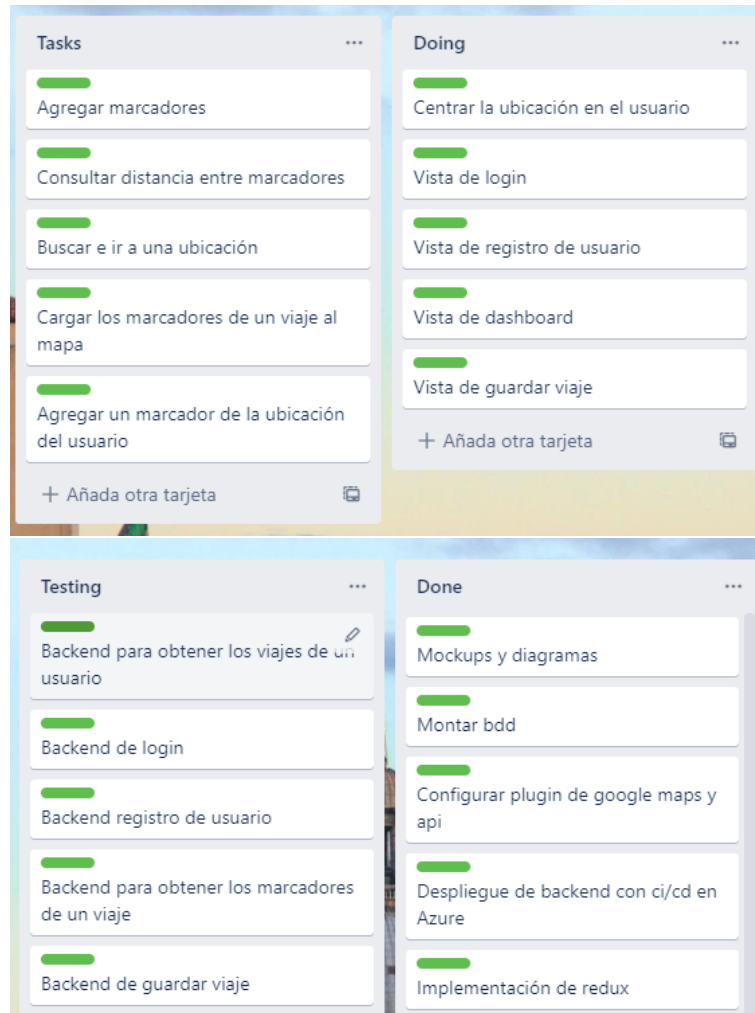 Tasks
Agregar marcadores
Consultar distancia entre marcadores
Buscar e ir a una ubicación
Cargar los marcadores de un viaje al
mapa
Agregar un marcador de la ubicación
del usuario
+ Añada otra tarjeta
Doing
Centrar la ubicación en el usuario
Vista de login
Vista de registro de usuario
Vista de dashboard
Vista de guardar viaje
+ Añada otra tarjeta
Testing
Backend para obtener los viajes de un
usuario
Backend de login
Backend registro de usuario
Backend para obtener los marcadores
de un viaje
Backend de guardar viaje
Done
Mockups y diagramas
Montar bdd
Configurar plugin de google maps y
api
Despliegue de backend con ci/cd en
Azure
Implementación de redux